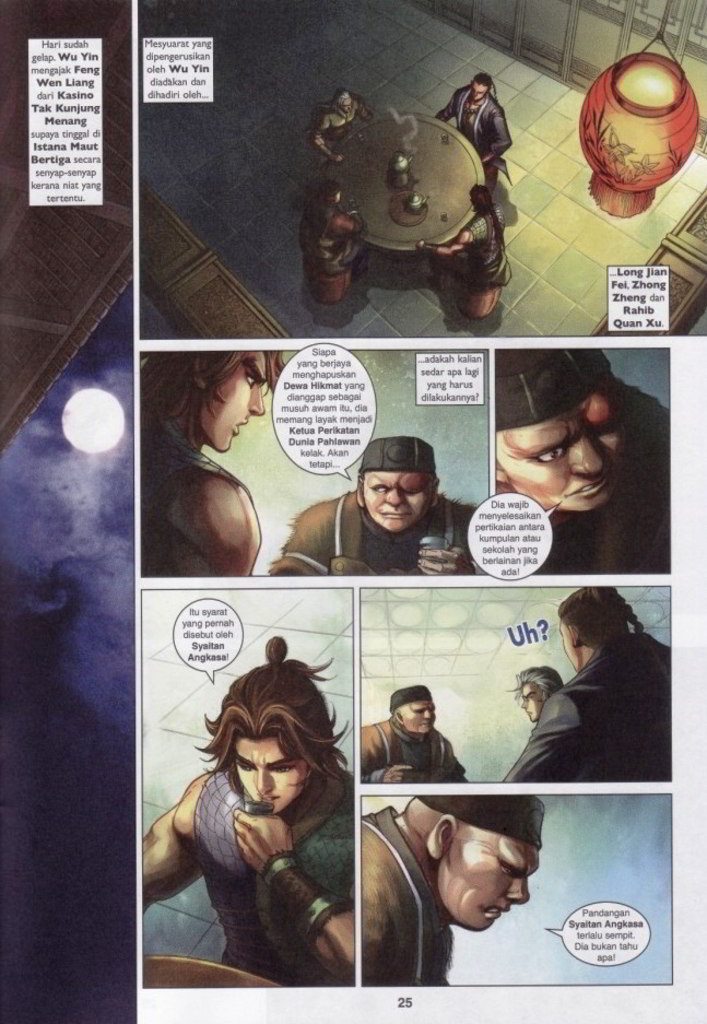 Hari sudah
gelap. Wu Yin
mengajak Feng
Wen Liang
dari Kasino
Tak Kunjung
Menang
supaya tinggal di
Istana Maut
Bertiga secara
senyap-senyap
kerana niat yang
tertentu.
Mesyuarat yang
dipengerusikan
oleh Wu Yin
diadakan dan
dihadiri oleh...
...Long Jian
Fei, Zhong
Zheng dan
Rahib
Quan Xu.
Siapa
yang berjaya
menghapuskan
Dewa Hikmat yang
dianggap sebagai
musuh awam itu, dia
memang layak menjadi
Ketua Perikatan
Dunia Pahlawan
kelak. Akan
tetapi...
...adakah kalian
sedar apa lagi
yang harus
dilakukannya?
Dia wajib
menyelesaikan
pertikaian antara
kumpulan atau
sekolah yang
berlainan jika
ada!
Itu syarat
yang pernah
disebut oleh
Syaitan
Angkasa!
Uh?
Pandangan
Syaitan Angkasa
terlalu sempit.
Dia bukan tahu
apa!
25